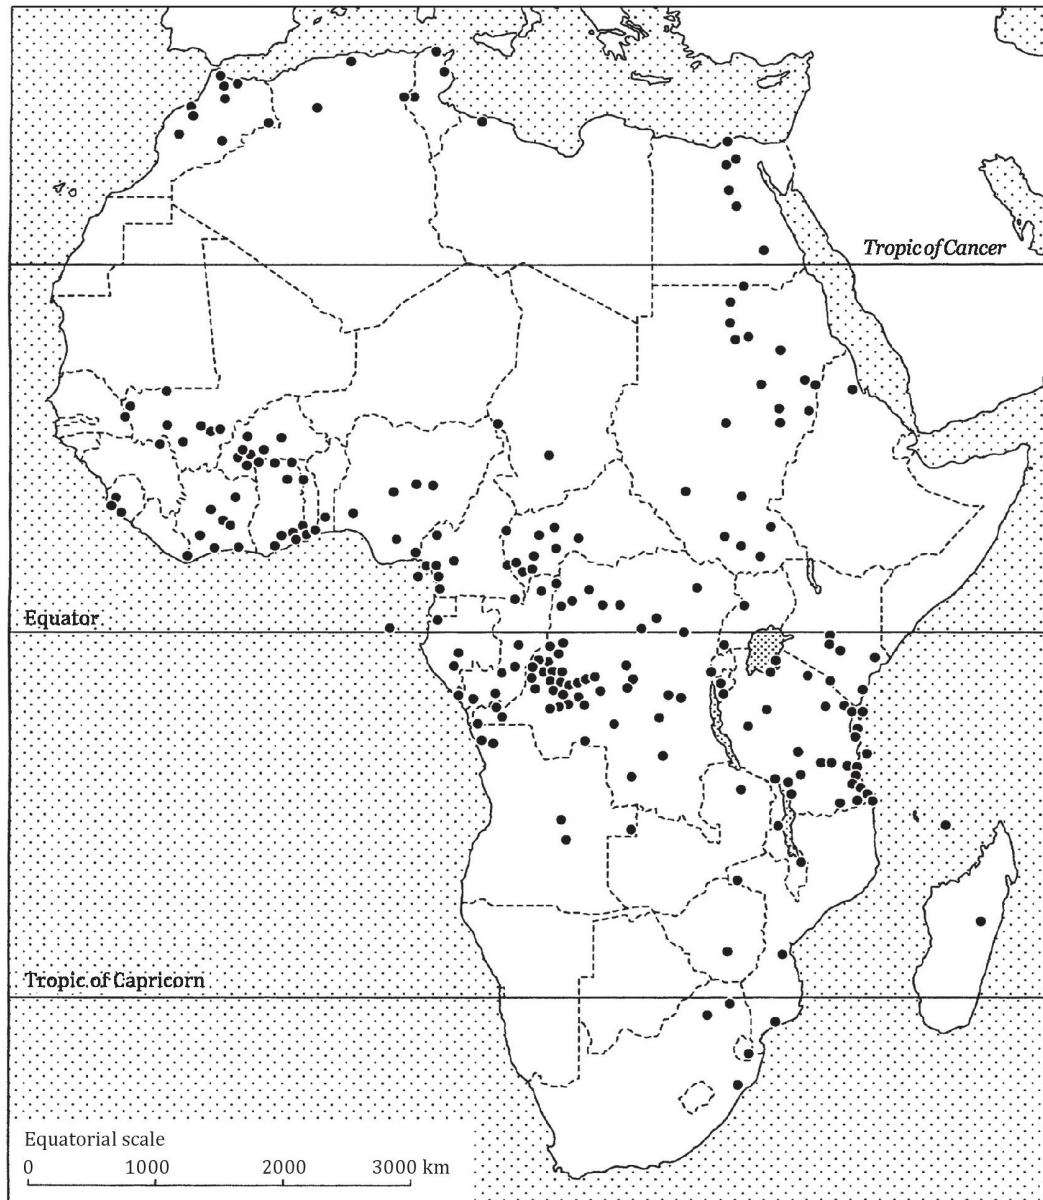 Tropic of Cancer
Equator
Tropic of Capricorn
Equatorial scale
0 1000 2000 3000 km